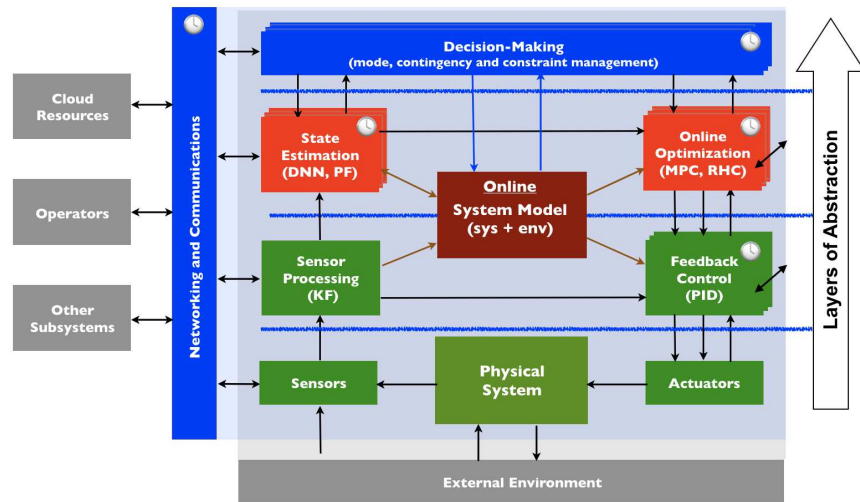 Decision-Making
(mode, contingency and constraint management)
Cloud
Resources
Operators
Other
Subsystems
Networking and Communications
State
Estimation
(DNN, PF)
Online
Optimization
(MPC, RHC)
Online
System Model
(sys + env)
Sensor
Processing
(KF)
Feedback
Control
(PID)
Sensors
Physical
System
Actuators
External Environment
Layers of Abstraction